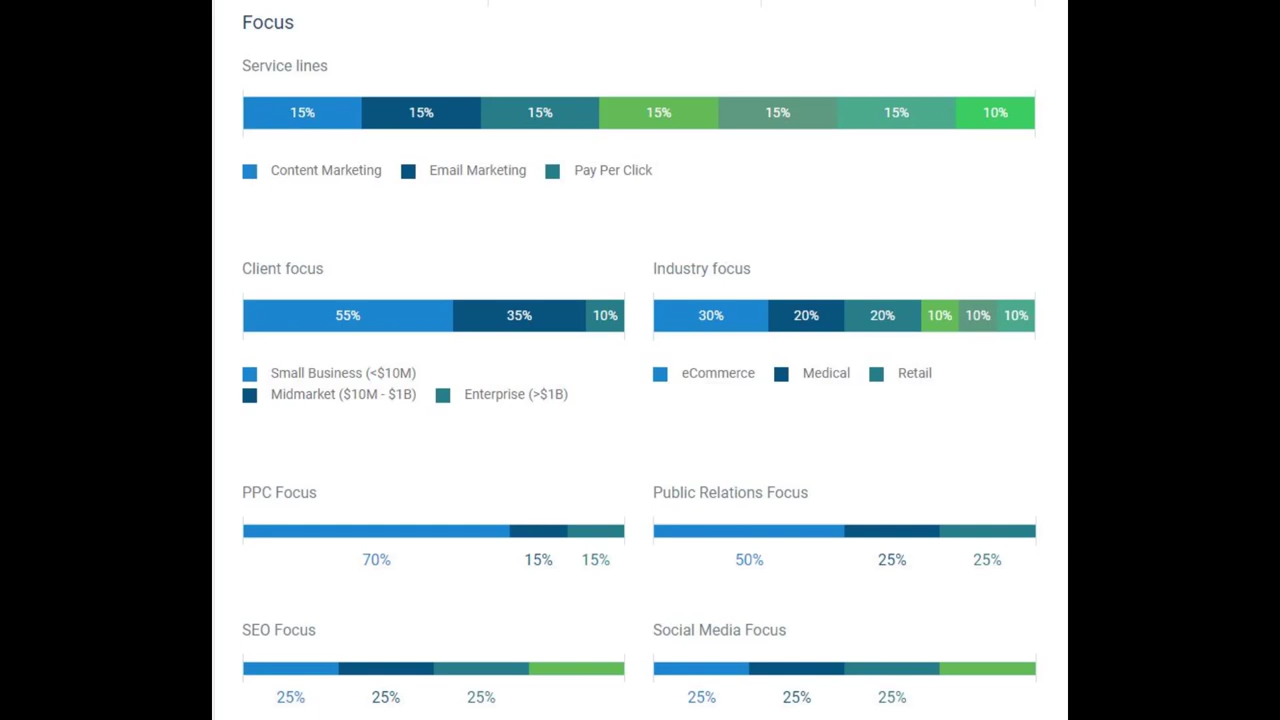 Focus
Service lines
15% 15% 15% 15% 15% 15% 10%
Content Marketing Email Marketing Pay Per Click
Client focus Industry focus
55% 35% 10% 30% 20% 20% 10% 10% 10%
Small Business (<$10M) eCommerce Medical Retail
Midmarket ($10M - $1B) Enterprise (>$1B)
PPC Focus Public Relations Focus
70% 15% 15% 50% 25% 25%
SEO Focus Social Media Focus
25% 25% 25% 25% 25% 25%